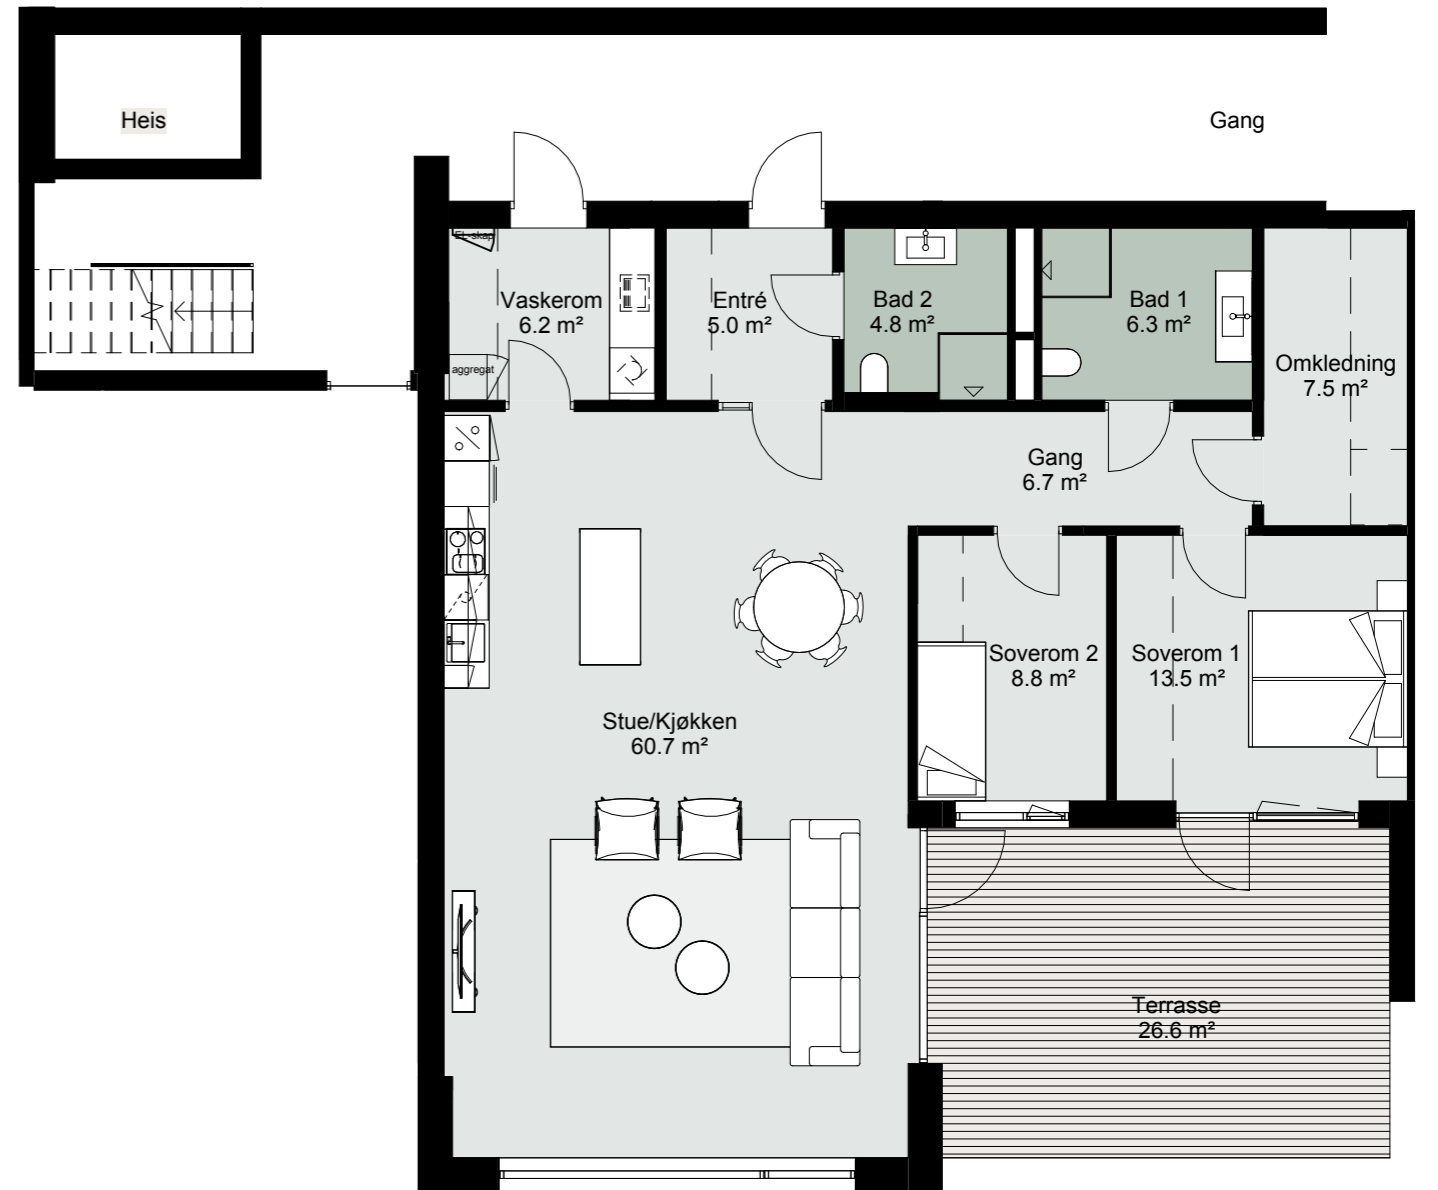 Heis
Gang
EL-skap
Vaskerom
6.2 m²
aggregat
Entré
5.0 m²
Bad 2
4.8 m²
Bad 1
6.3 m²
Omkledning
7.5 m²
Gang
6.7 m²
Soverom 2
8.8 m²
Soverom 1
13.5 m²
Stue/Kjøkken
60.7 m²
Terrasse
26.6 m²